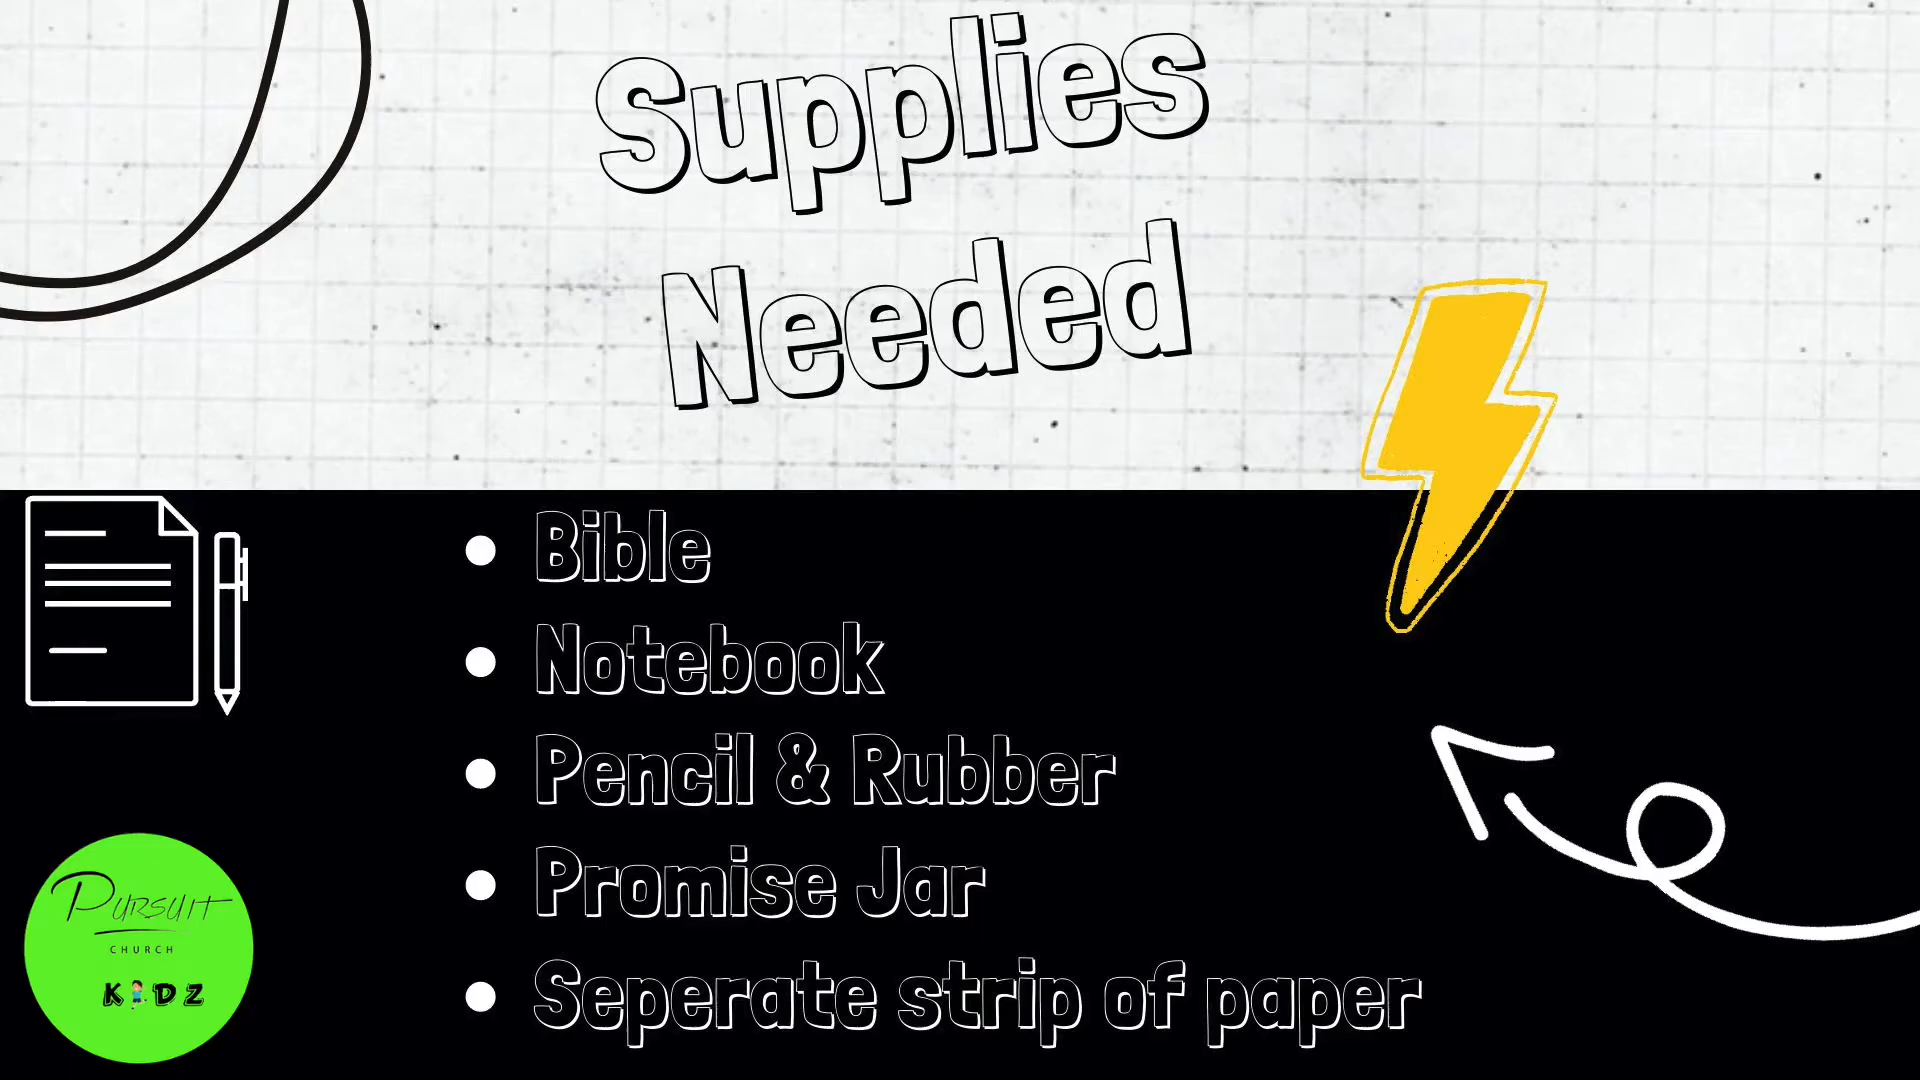 Supplies
Needed
Bible
Notebook
Pencil & Rubber
Promise Jar
Seperate strip of paper
PURSUIT
CHURCH
KIDZ